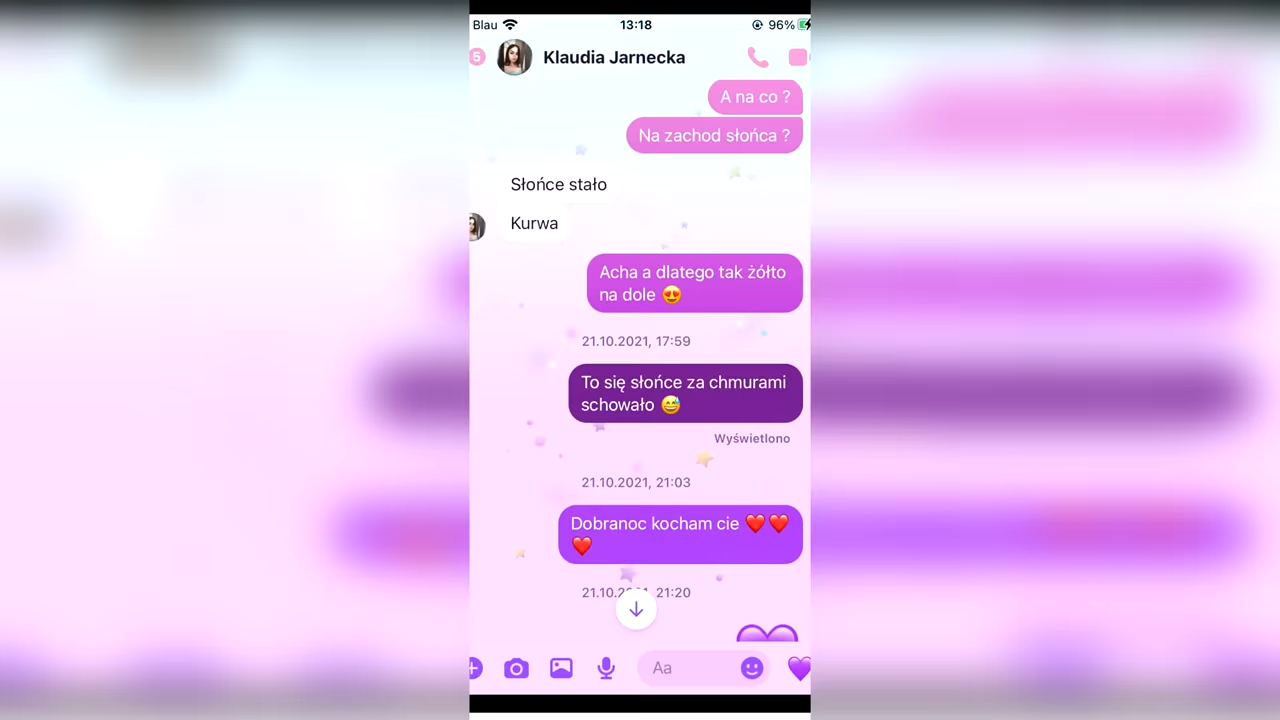 Blau 13:18 96%
5 Klaudia Jarnecka
A na co ?
Na zachod słońca ?
Słońce stało
Kurwa
Acha a dlatego tak żółto
na dole 😍
21.10.2021, 17:59
To się słońce za chmurami
schowało 😅
Wyświetlono
21.10.2021, 21:03
Dobranoc kocham cie ❤️❤️
❤️
21.10.2021, 21:20
Aa